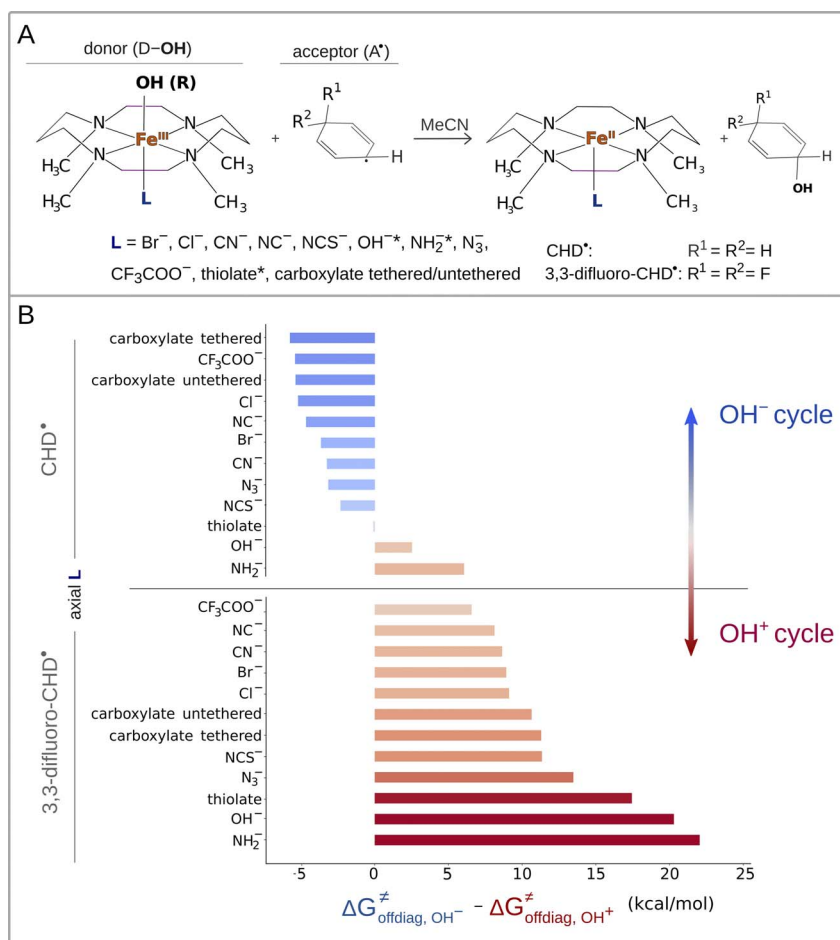 A
donor (D–OH)
acceptor (A•)
OH (R)
R¹
R²
N
N
Feᴵᴵᴵ
N
N
H₃C
CH₃
H₃C
CH₃
L
+
H
MeCN
N
N
Feᴵᴵ
N
N
H₃C
CH₃
H₃C
CH₃
L
+
R¹
R²
H
OH
L = Br⁻, Cl⁻, CN⁻, NC⁻, NCS⁻, OH⁻*, NH₂⁻*, N₃⁻,
CF₃COO⁻, thiolate*, carboxylate tethered/untethered
CHD•: R¹ = R² = H
3,3-difluoro-CHD•: R¹ = R² = F
B
CHD•
axial L
3,3-difluoro-CHD•
carboxylate tethered
CF₃COO⁻
carboxylate untethered
Cl⁻
NC⁻
Br⁻
CN⁻
N₃⁻
NCS⁻
thiolate
OH⁻
NH₂⁻
CF₃COO⁻
NC⁻
CN⁻
Br⁻
Cl⁻
carboxylate untethered
carboxylate tethered
NCS⁻
N₃⁻
thiolate
OH⁻
NH₂⁻
OH⁻ cycle
OH⁺ cycle
-5 0 5 10 15 20 25
ΔG≠offdiag, OH⁻ - ΔG≠offdiag, OH⁺ (kcal/mol)